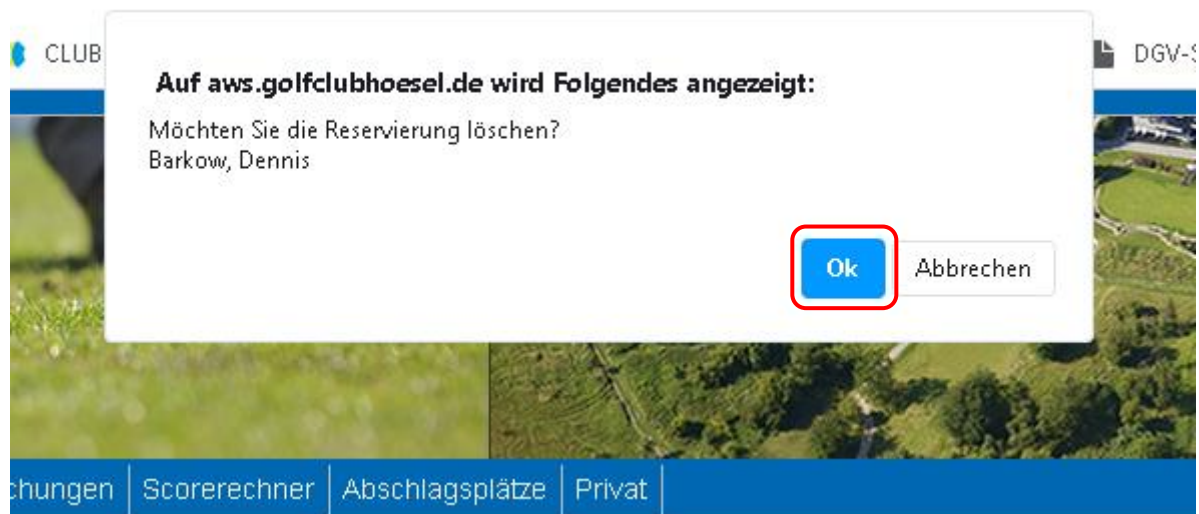 CLUB
DGV-S
Auf aws.golfclubhoesel.de wird Folgendes angezeigt:
Möchten Sie die Reservierung löschen?
Barkow, Dennis
Ok Abbrechen
chungen Scorerechner Abschlagsplätze Privat